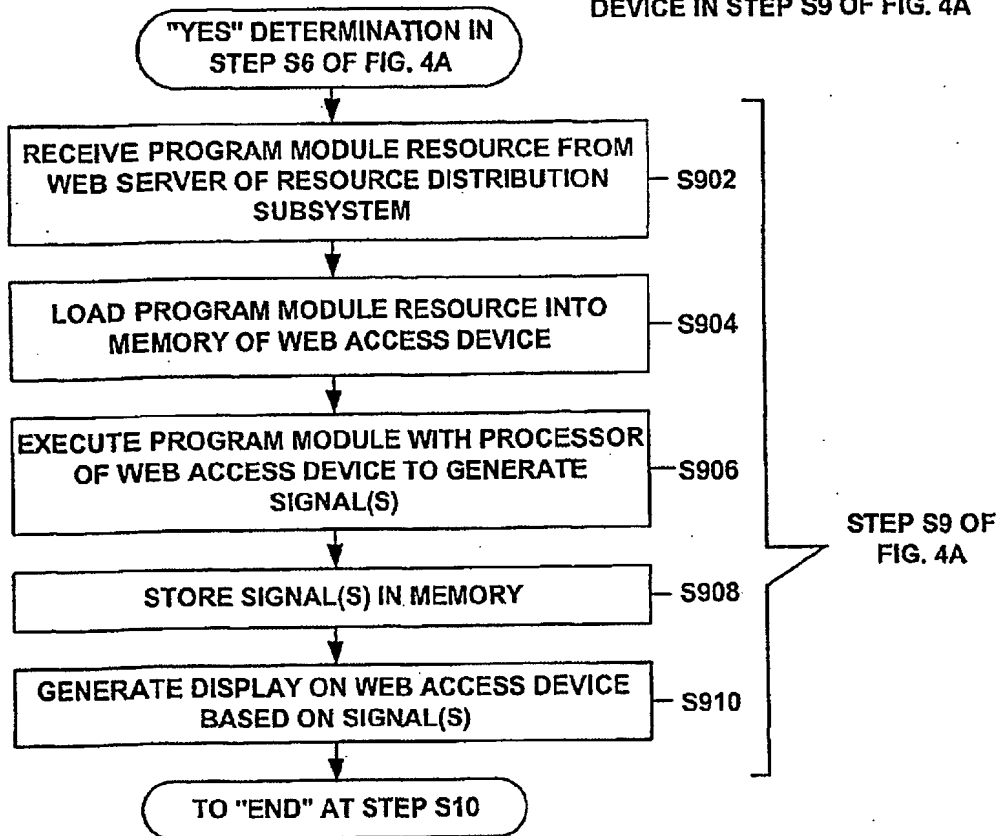 DEVICE IN STEP S9 OF FIG. 4A
"YES" DETERMINATION IN
STEP S6 OF FIG. 4A
RECEIVE PROGRAM MODULE RESOURCE FROM
WEB SERVER OF RESOURCE DISTRIBUTION
SUBSYSTEM
S902
LOAD PROGRAM MODULE RESOURCE INTO
MEMORY OF WEB ACCESS DEVICE
S904
EXECUTE PROGRAM MODULE WITH PROCESSOR
OF WEB ACCESS DEVICE TO GENERATE
SIGNAL(S)
S906
STORE SIGNAL(S) IN MEMORY
S908
GENERATE DISPLAY ON WEB ACCESS DEVICE
BASED ON SIGNAL(S)
S910
STEP S9 OF
FIG. 4A
TO "END" AT STEP S10